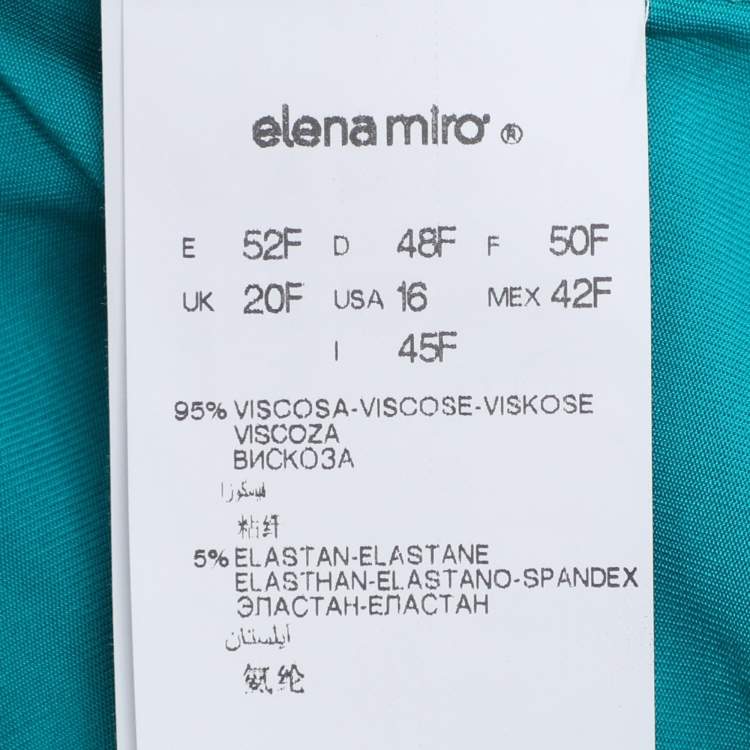 elena mirò ®
E 52F D 48F F 50F
UK 20F USA 16 MEX 42F
I 45F
95% VISCOSA-VISCOSE-VISKOSE
VISCOZA
ВИСКОЗА
فيسكوزا
粘纤
5% ELASTAN-ELASTANE
ELASTHAN-ELASTANO-SPANDEX
ЭЛАСТАН-ЕЛАСТАН
ايلستان
氨纶